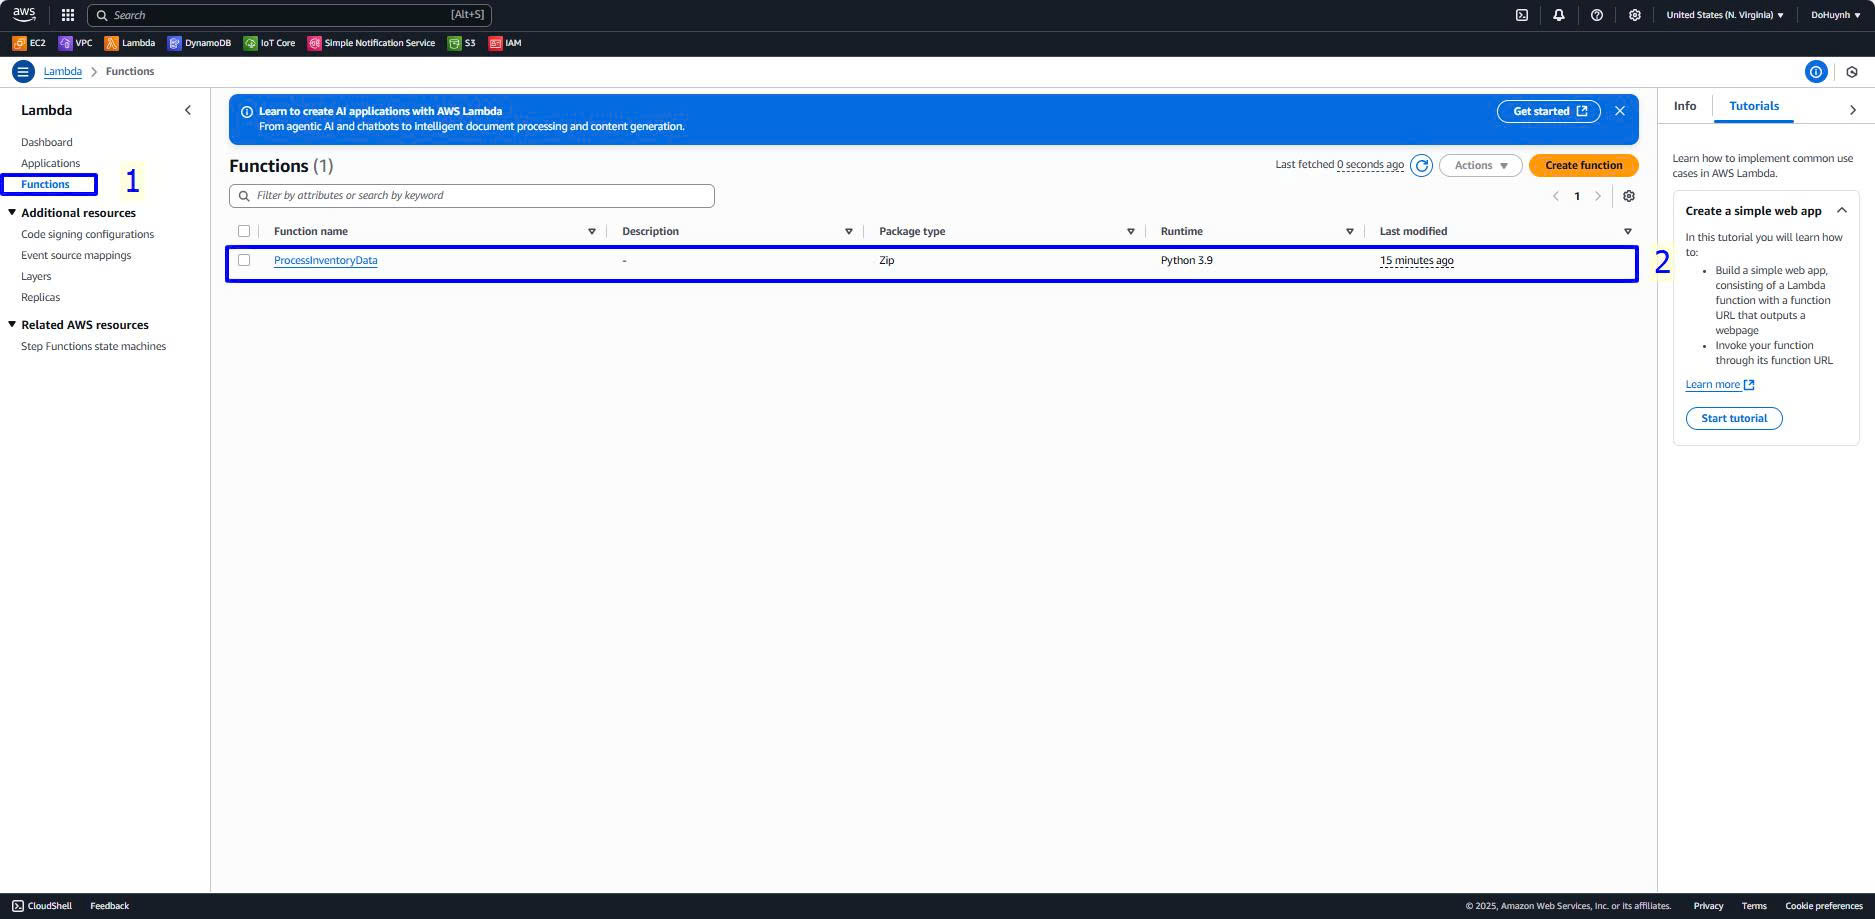 aws
Search [Alt+S]
United States (N. Virginia)
DoHuynh
EC2 VPC Lambda DynamoDB IoT Core Simple Notification Service S3 IAM
Lambda > Functions
Lambda
Dashboard
Applications
Functions
1
Additional resources
Code signing configurations
Event source mappings
Layers
Replicas
Related AWS resources
Step Functions state machines
Learn to create AI applications with AWS Lambda
From agentic AI and chatbots to intelligent document processing and content generation.
Get started
Functions (1)
Last fetched 0 seconds ago
Actions
Create function
Filter by attributes or search by keyword
1
Function name Description Package type Runtime Last modified
ProcessInventoryData - Zip Python 3.9 15 minutes ago
2
Info Tutorials
Learn how to implement common use
cases in AWS Lambda.
Create a simple web app
In this tutorial you will learn how
to:
• Build a simple web app,
consisting of a Lambda
function with a function
URL that outputs a
webpage
• Invoke your function
through its function URL
Learn more
Start tutorial
CloudShell Feedback
© 2025, Amazon Web Services, Inc. or its affiliates. Privacy Terms Cookie preferences